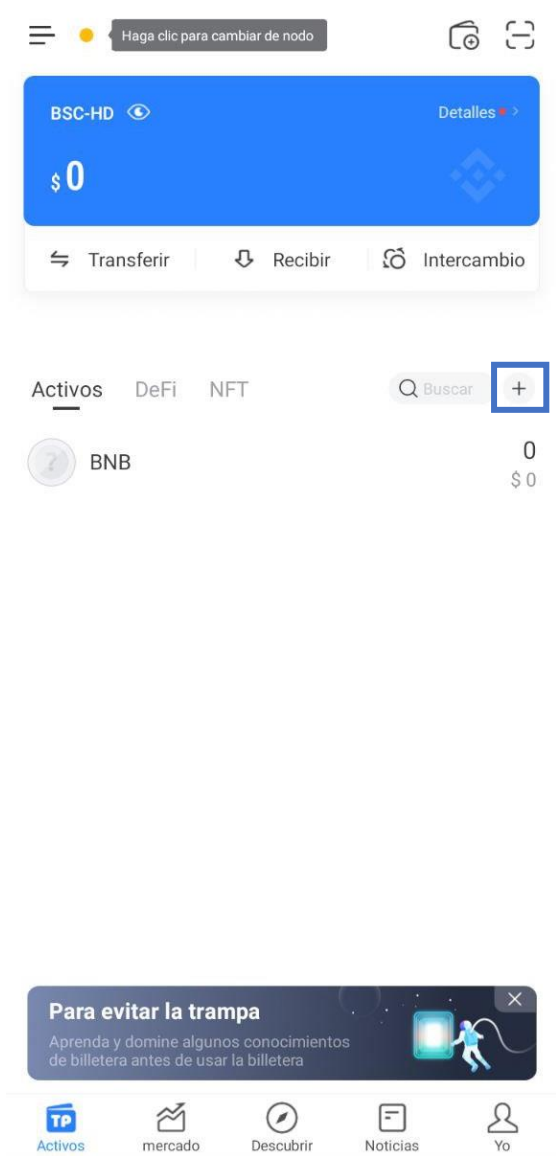 Haga clic para cambiar de nodo
BSC-HD
Detalles
$ 0
Transferir
Recibir
Intercambio
Activos DeFi NFT
Buscar
+
?
BNB
0
$ 0
Para evitar la trampa
Aprenda y domine algunos conocimientos
de billetera antes de usar la billetera
TP
Activos
mercado
Descubrir
Noticias
Yo